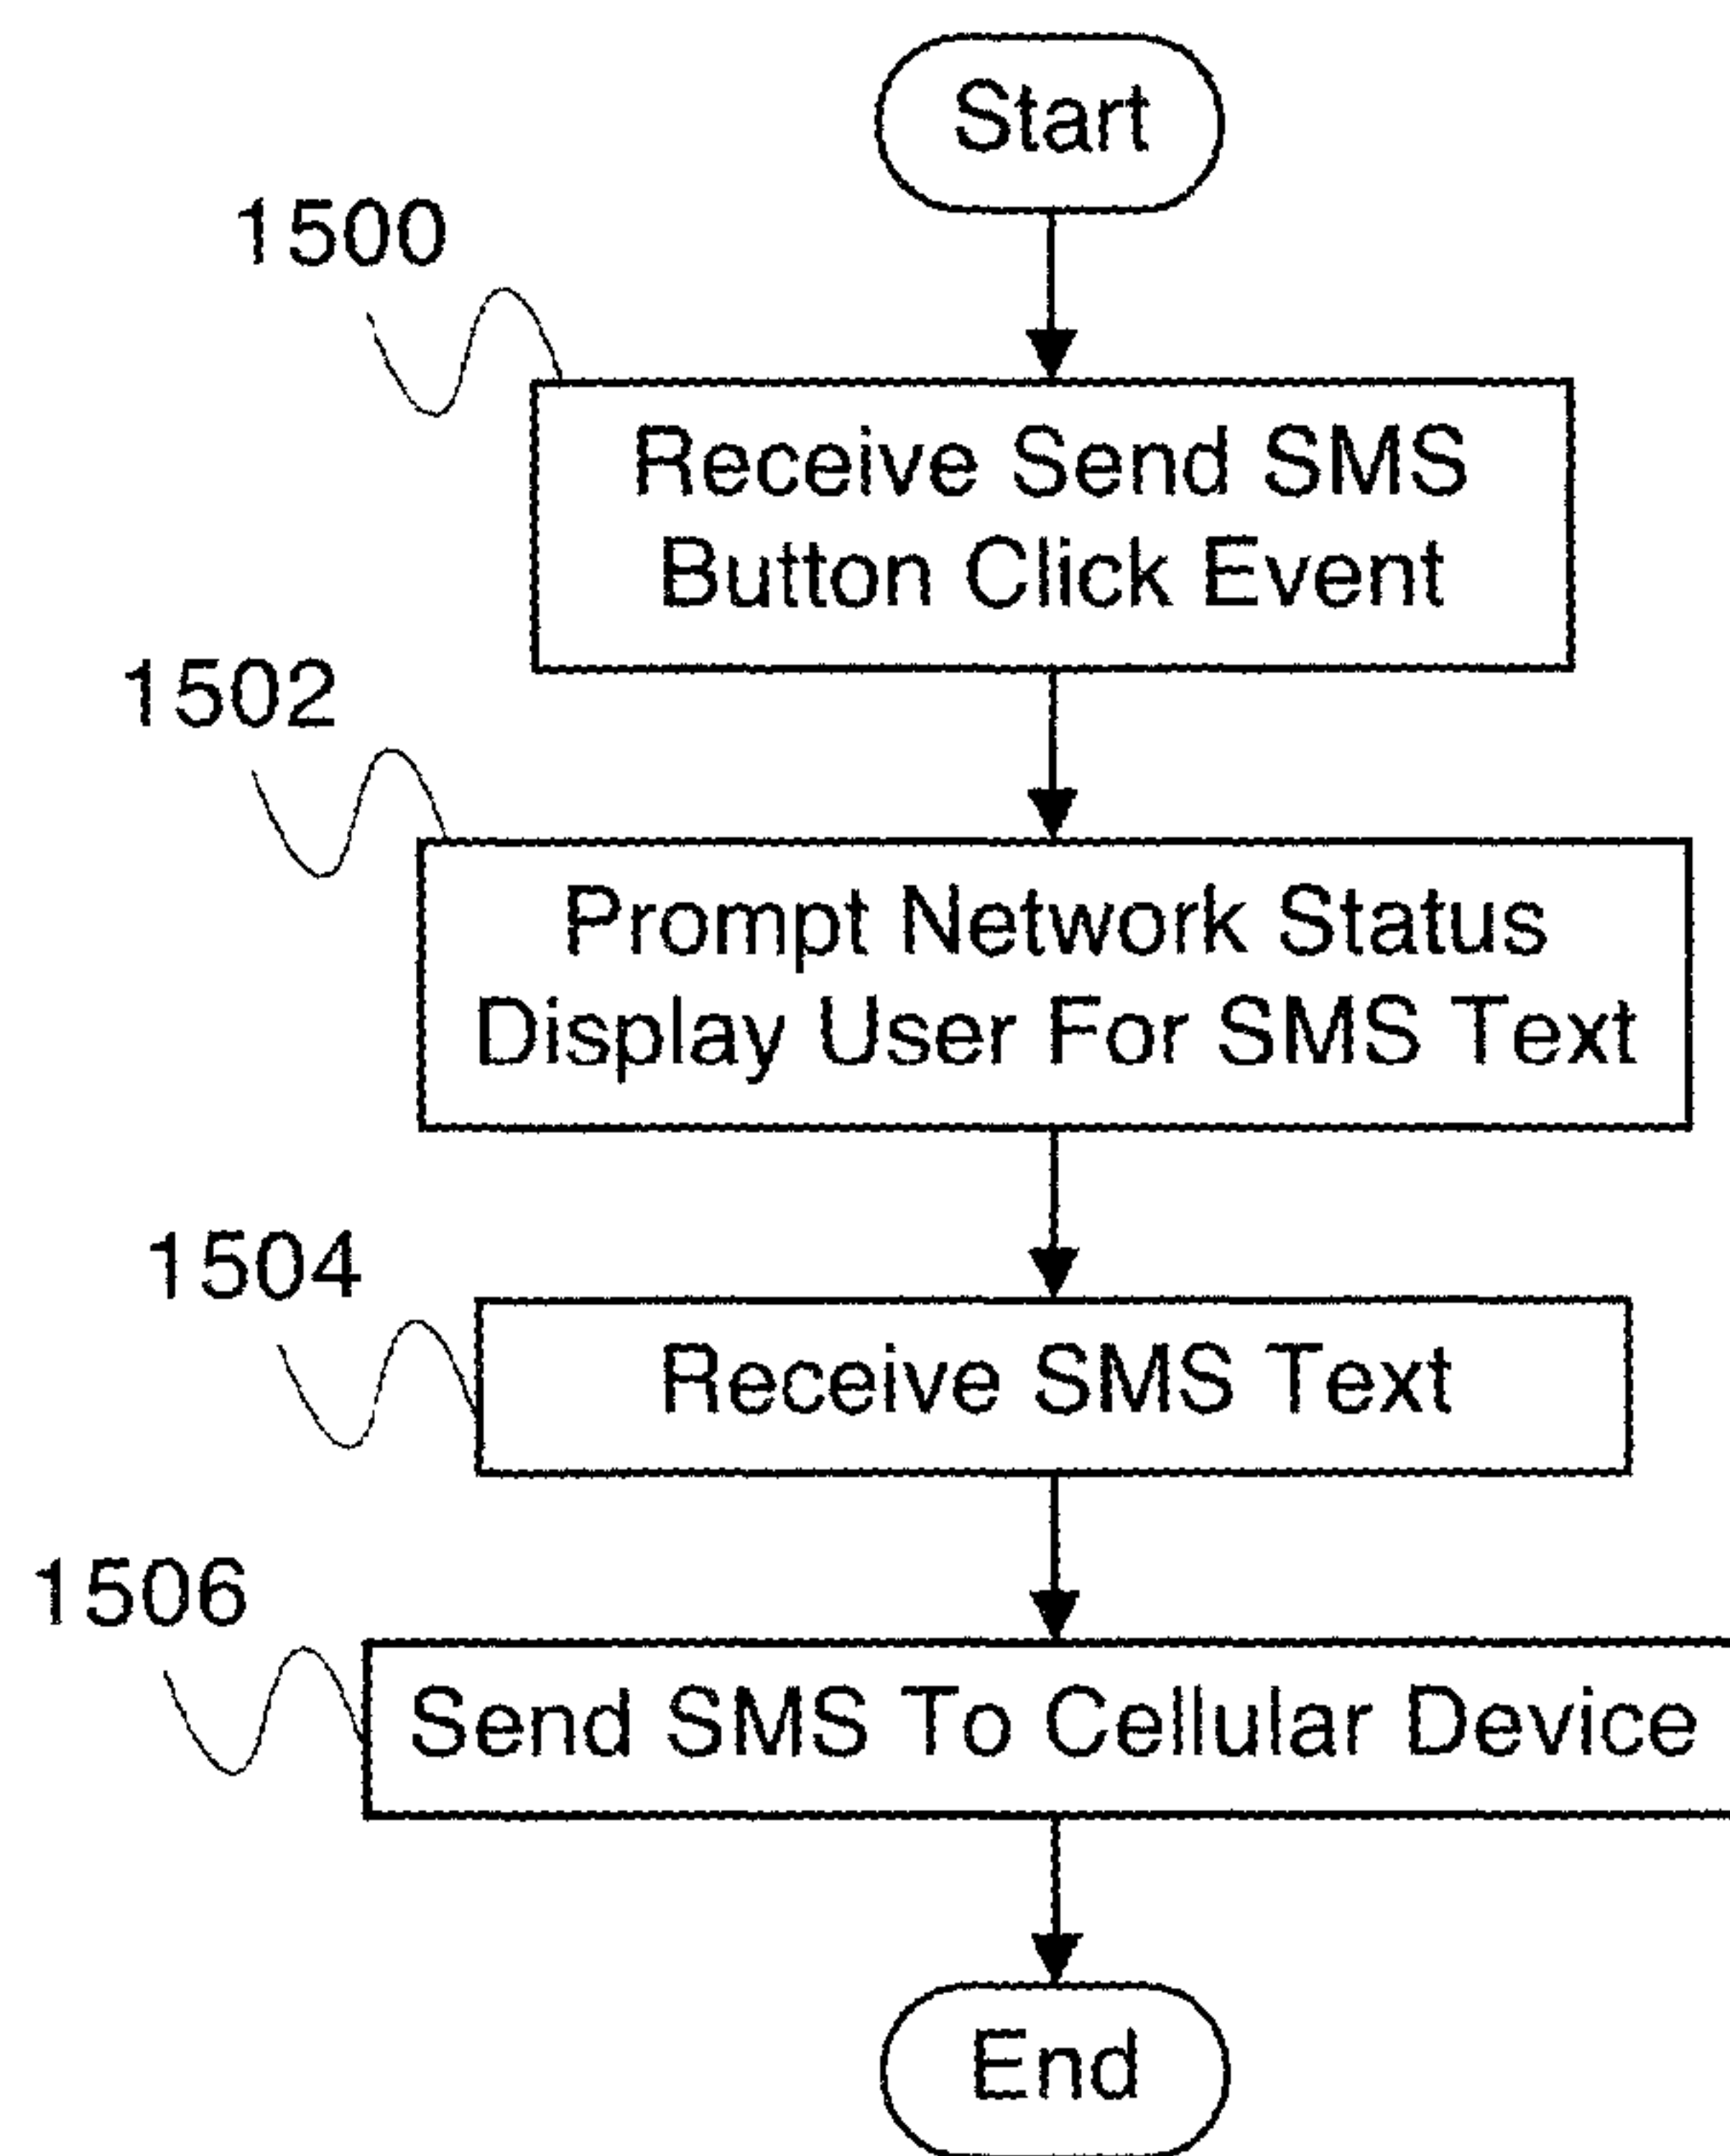 Start
1500
Receive Send SMS
Button Click Event
1502
Prompt Network Status
Display User For SMS Text
1504
Receive SMS Text
1506
Send SMS To Cellular Device
End